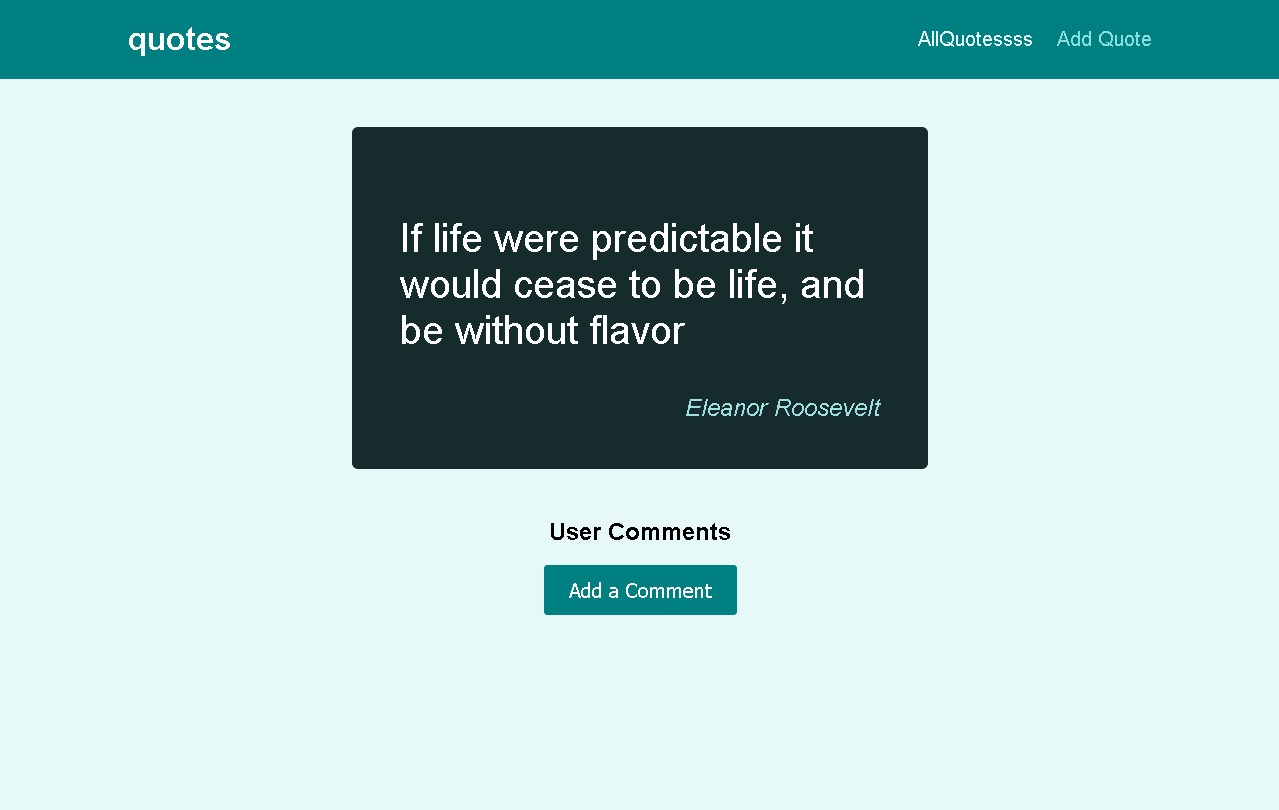 quotes
AllQuotessss
Add Quote
If life were predictable it
would cease to be life, and
be without flavor
Eleanor Roosevelt
User Comments
Add a Comment